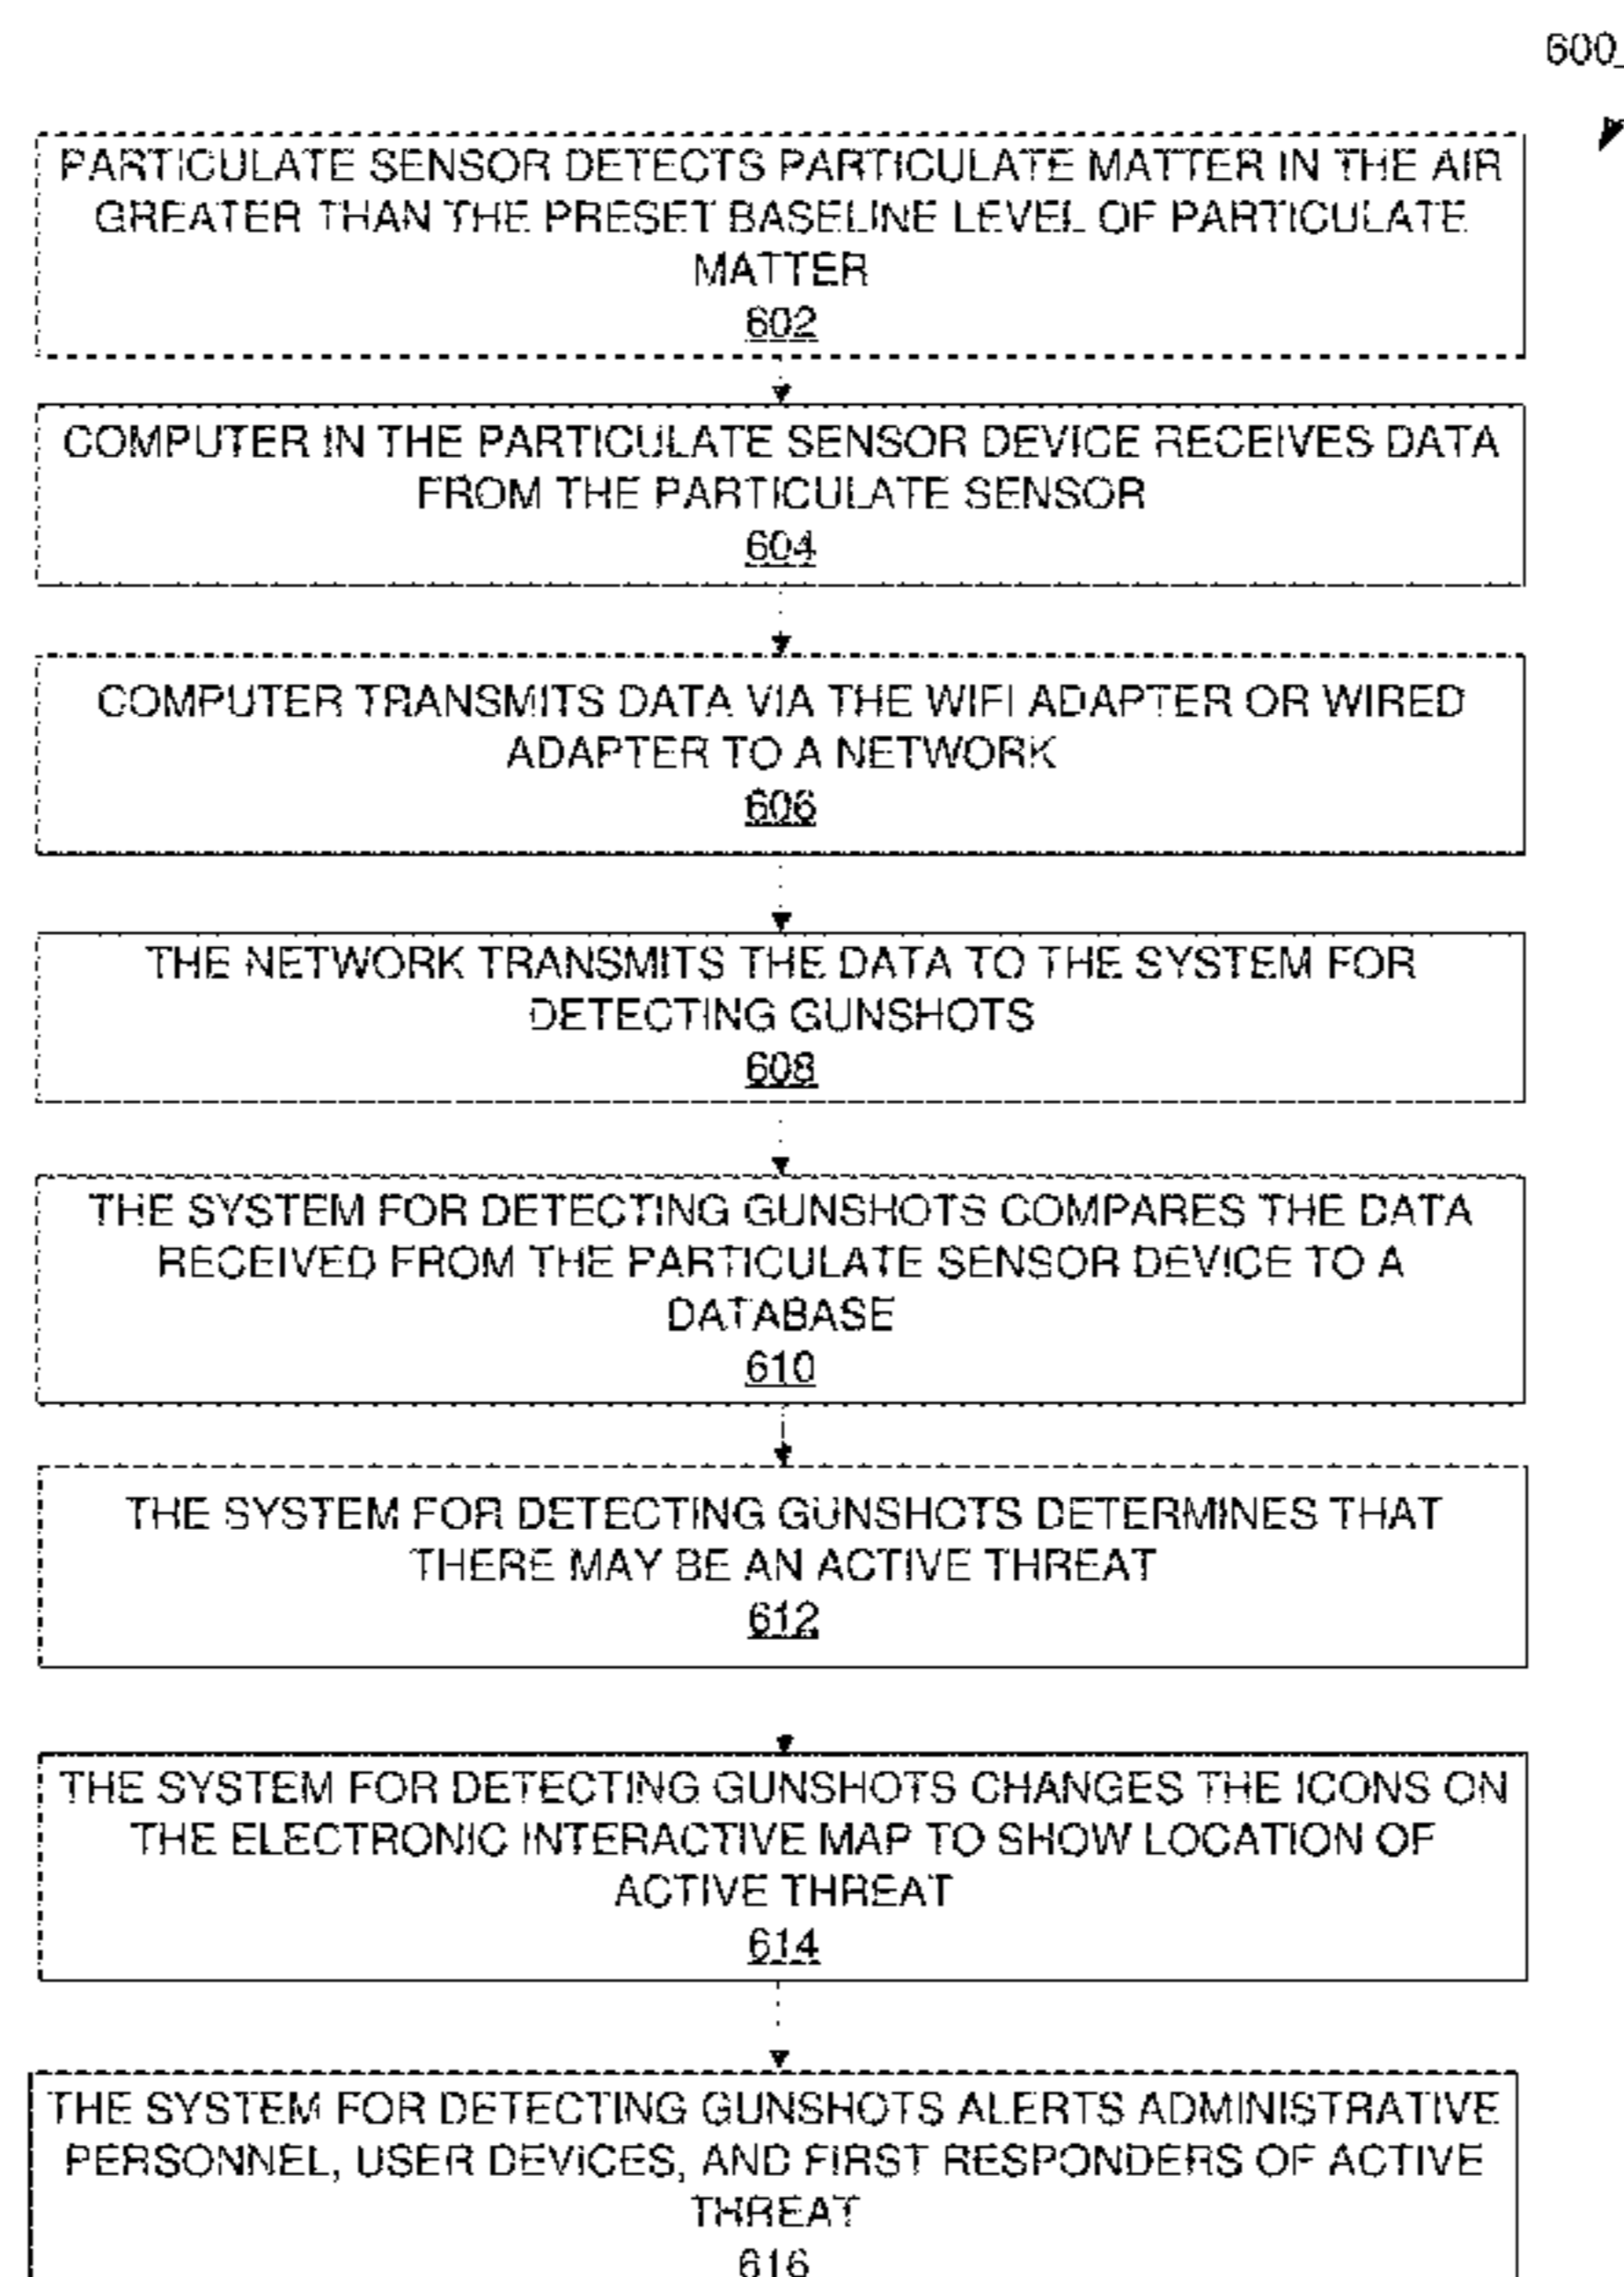 600
PARTICULATE SENSOR DETECTS PARTICULATE MATTER IN THE AIR
GREATER THAN THE PRESET BASELINE LEVEL OF PARTICULATE
MATTER
602
COMPUTER IN THE PARTICULATE SENSOR DEVICE RECEIVES DATA
FROM THE PARTICULATE SENSOR
604
COMPUTER TRANSMITS DATA VIA THE WIFI ADAPTER OR WIRED
ADAPTER TO A NETWORK
606
THE NETWORK TRANSMITS THE DATA TO THE SYSTEM FOR
DETECTING GUNSHOTS
608
THE SYSTEM FOR DETECTING GUNSHOTS COMPARES THE DATA
RECEIVED FROM THE PARTICULATE SENSOR DEVICE TO A
DATABASE
610
THE SYSTEM FOR DETECTING GUNSHOTS DETERMINES THAT
THERE MAY BE AN ACTIVE THREAT
612
THE SYSTEM FOR DETECTING GUNSHOTS CHANGES THE ICONS ON
THE ELECTRONIC INTERACTIVE MAP TO SHOW LOCATION OF
ACTIVE THREAT
614
THE SYSTEM FOR DETECTING GUNSHOTS ALERTS ADMINISTRATIVE
PERSONNEL, USER DEVICES, AND FIRST RESPONDERS OF ACTIVE
THREAT
616